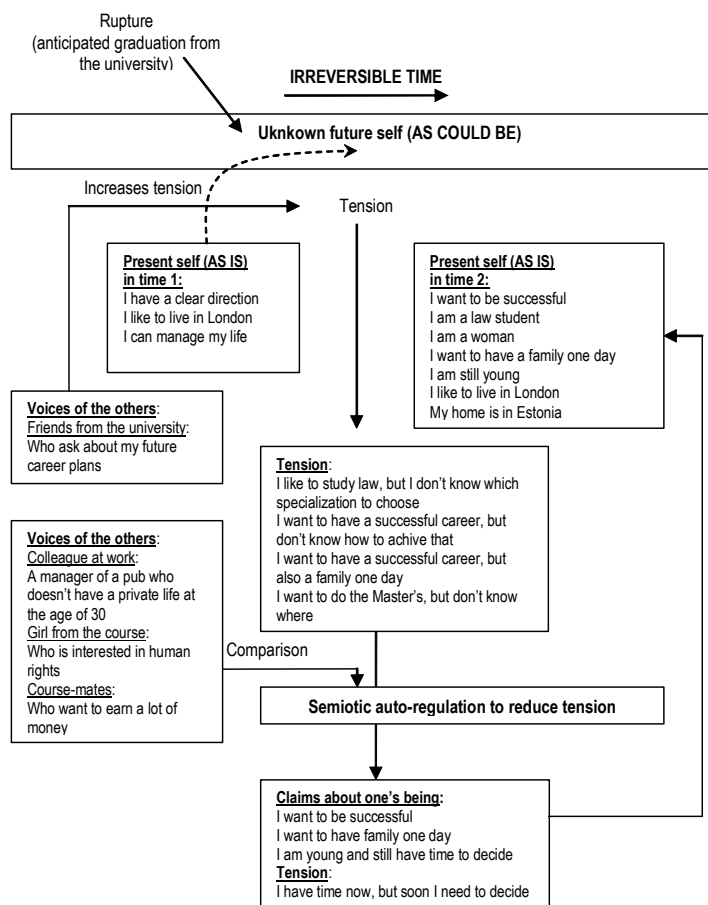 Rupture
(anticipated graduation from
the university)
IRREVERSIBLE TIME
Uknkown future self (AS COULD BE)
Increases tension
Tension
Present self (AS IS)
in time 1:
I have a clear direction
I like to live in London
I can manage my life
Present self (AS IS)
in time 2:
I want to be successful
I am a law student
I am a woman
I want to have a family one day
I am still young
I like to live in London
My home is in Estonia
Voices of the others:
Friends from the university:
Who ask about my future
career plans
Tension:
I like to study law, but I don't know which
specialization to choose
I want to have a successful career, but
don't know how to achive that
I want to have a successful career, but
also a family one day
I want to do the Master's, but don't know
where
Voices of the others:
Colleague at work:
A manager of a pub who
doesn't have a private life at
the age of 30
Girl from the course:
Who is interested in human
rights
Course-mates:
Who want to earn a lot of
money
Comparison
Semiotic auto-regulation to reduce tension
Claims about one's being:
I want to be successful
I want to have family one day
I am young and still have time to decide
Tension:
I have time now, but soon I need to decide